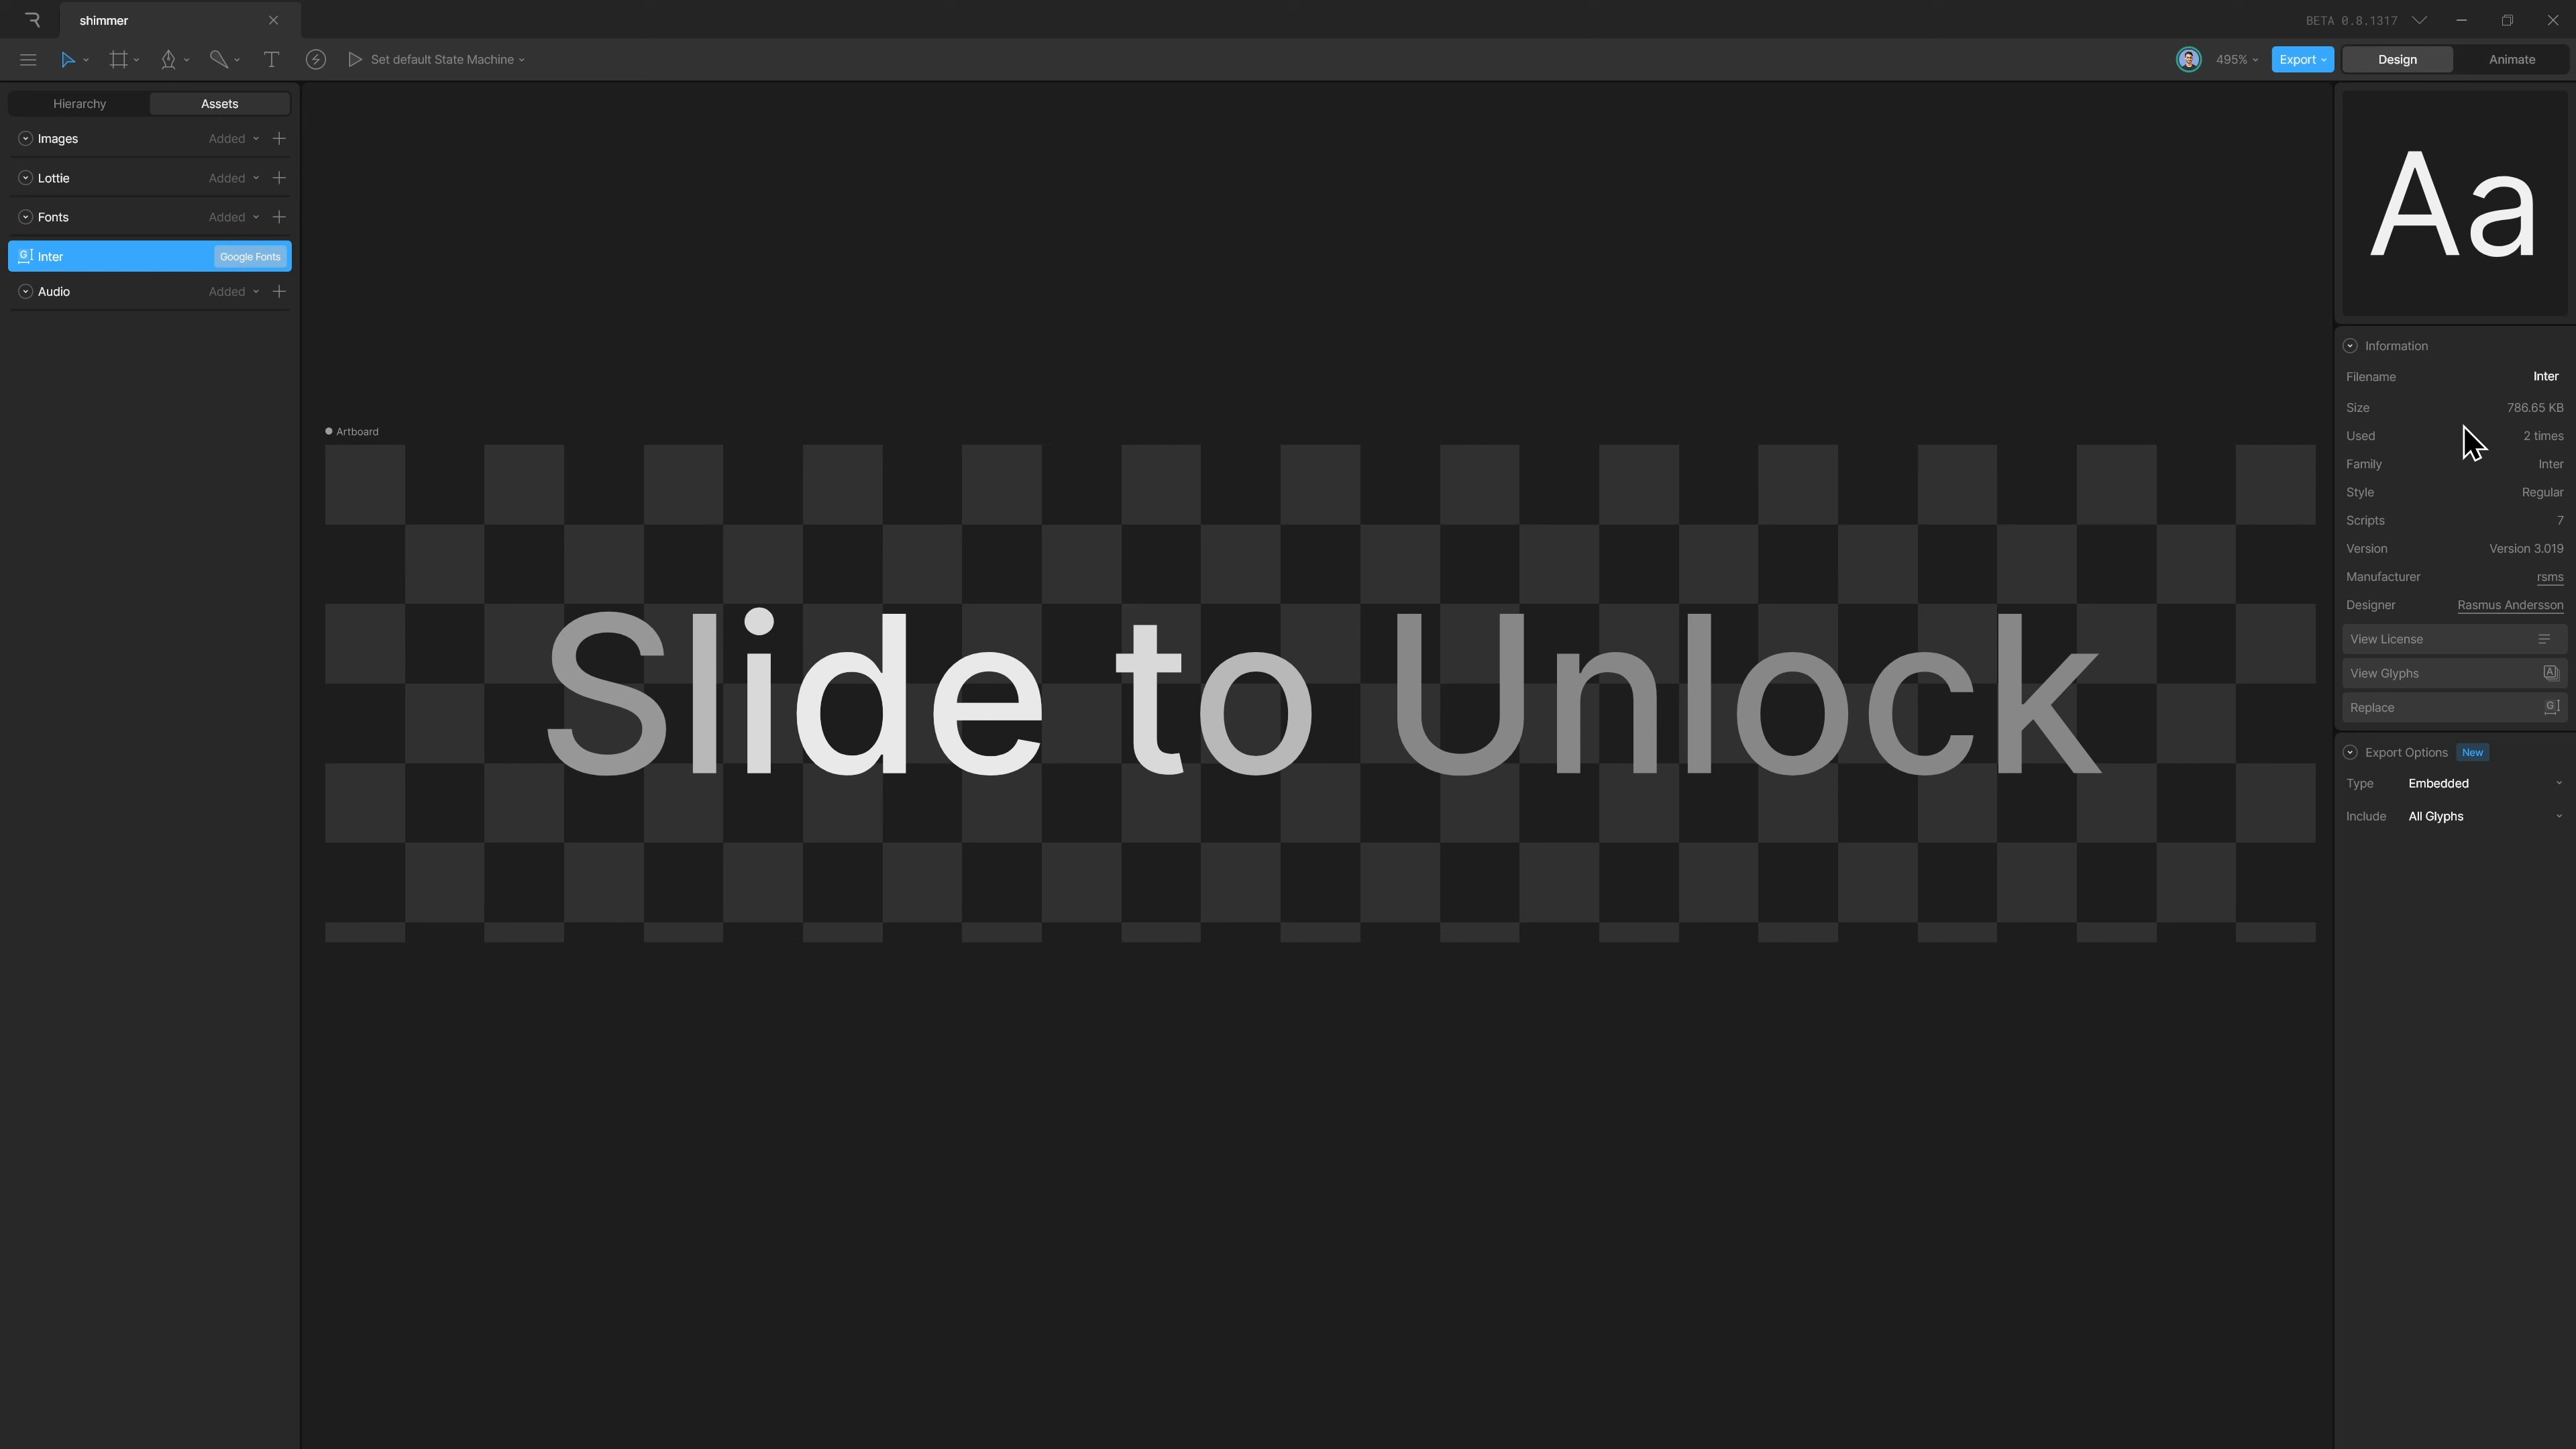 shimmer
BETA 0.8.1317
Set default State Machine
495%
Export
Design
Animate
Hierarchy
Assets
Images
Added
Lottie
Added
Fonts
Added
G
Inter
Google Fonts
Audio
Added
Artboard
Slide to Unlock
Aa
Information
Filename
Inter
Size
786.65 KB
Used
2 times
Family
Inter
Style
Regular
Scripts
7
Version
Version 3.019
Manufacturer
rsms
Designer
Rasmus Andersson
View License
View Glyphs
A
Replace
G
Export Options
New
Type
Embedded
Include
All Glyphs